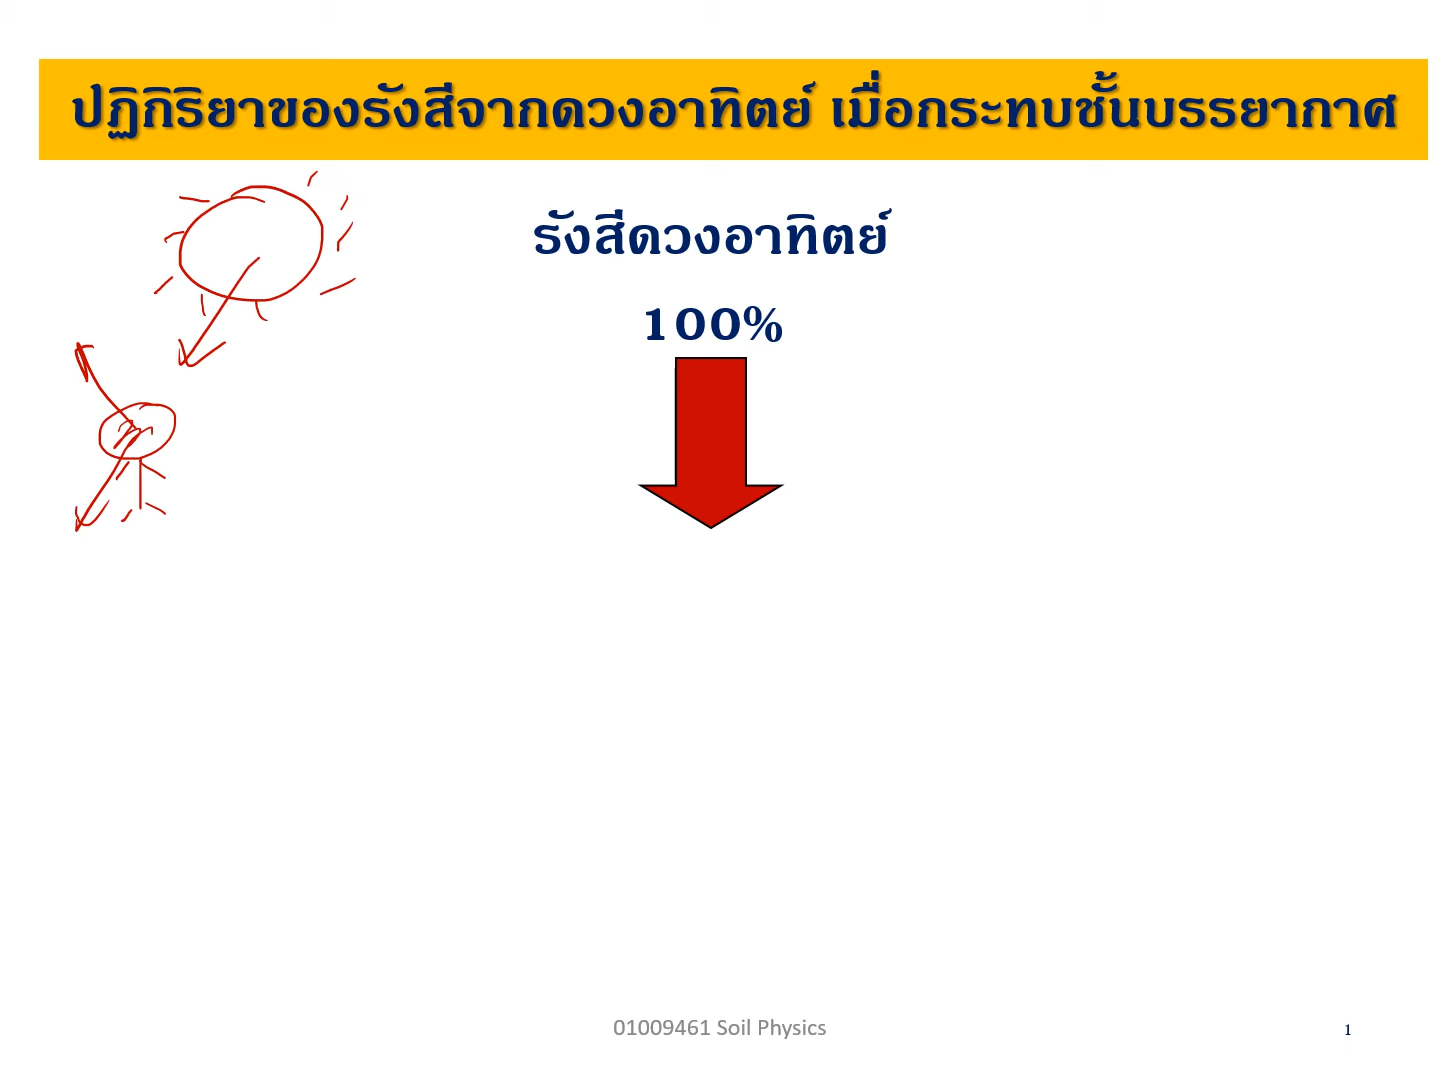 ปฏิกิริยาของรังสีจากดวงอาทิตย์ เมื่อกระทบชั้นบรรยากาศ
รังสีดวงอาทิตย์
100%
01009461 Soil Physics
1